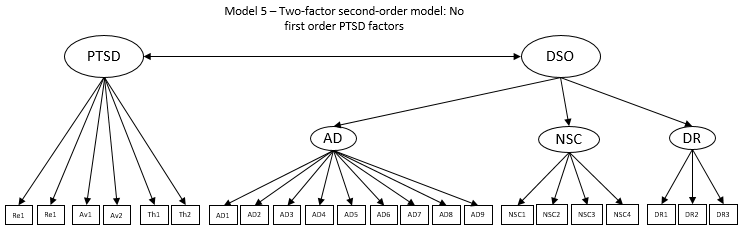 Model 5 – Two-factor second-order model: No
first order PTSD factors
PTSD
DSO
AD
NSC
DR
Re1
Re1
Av1
Av2
Th1
Th2
AD1
AD2
AD3
AD4
AD5
AD6
AD7
AD8
AD9
NSC1
NSC2
NSC3
NSC4
DR1
DR2
DR3